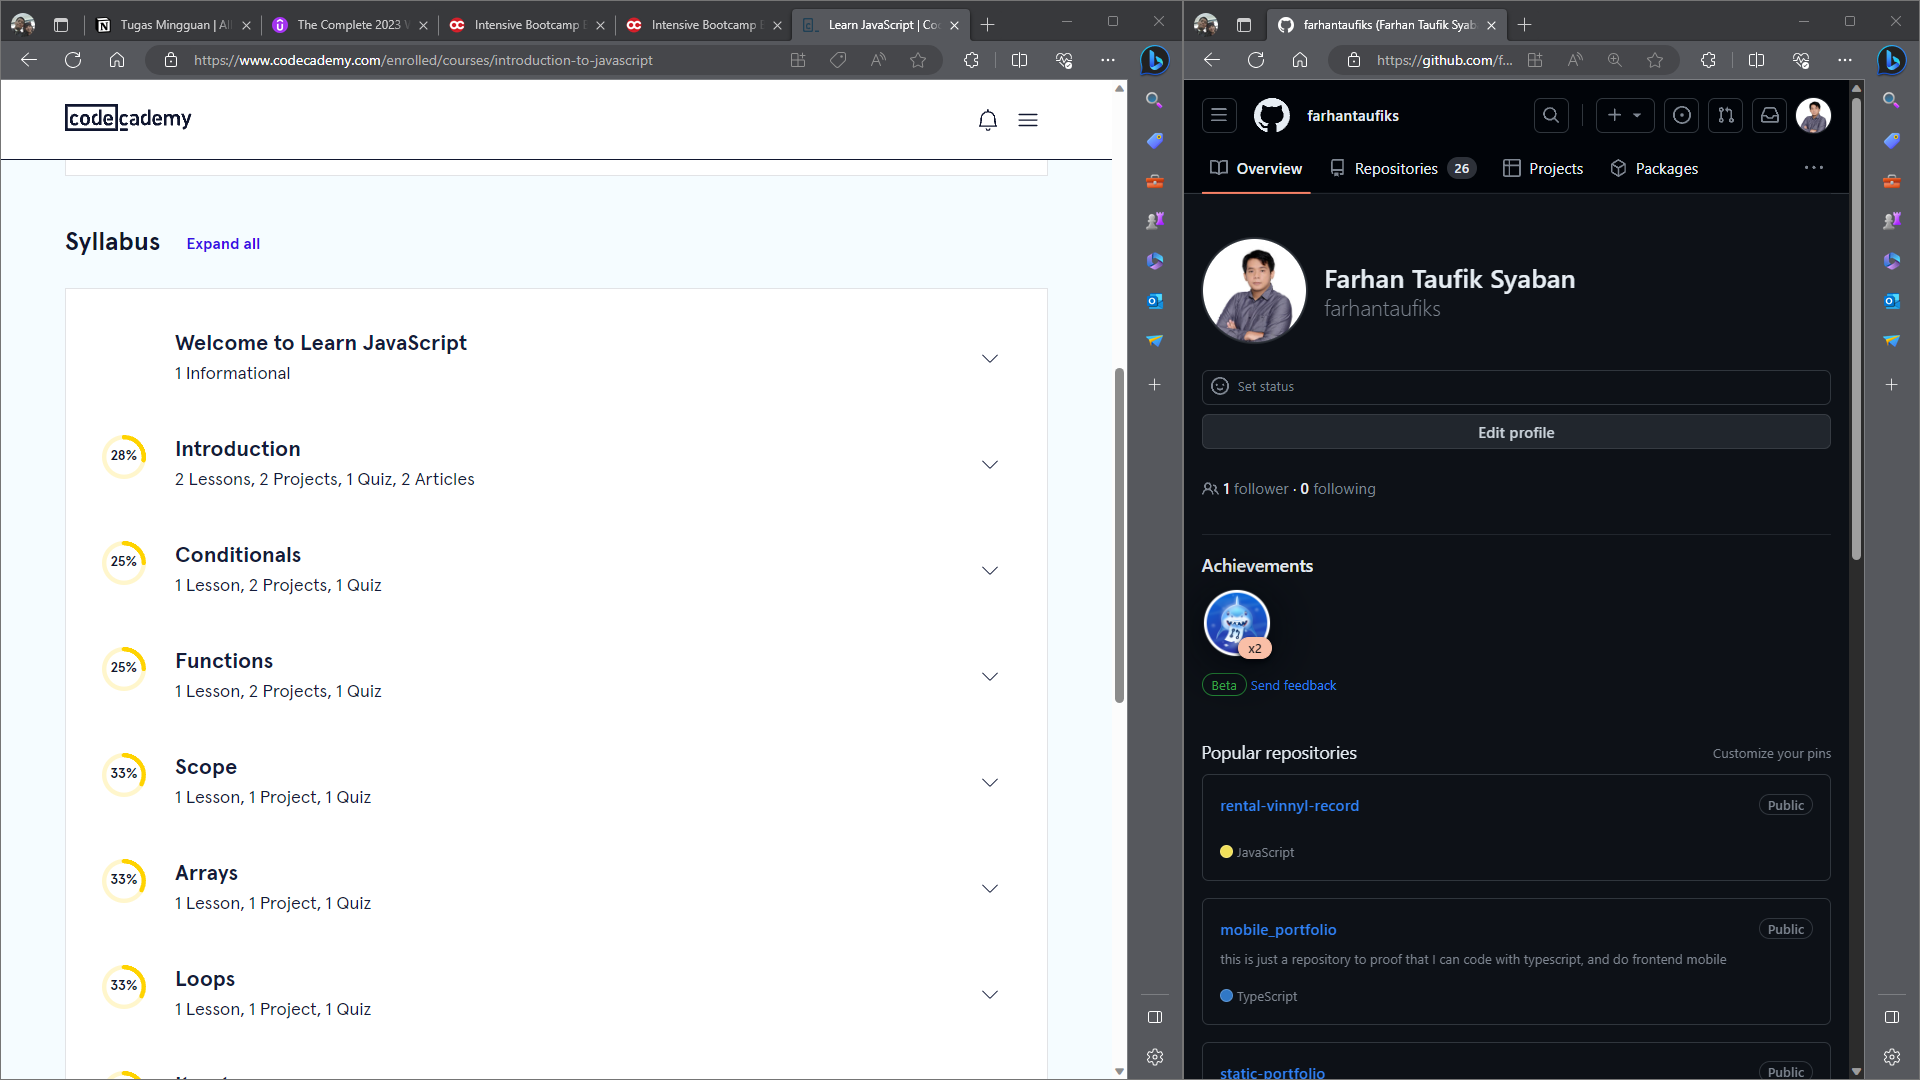 Tugas Mingguan | Al
The Complete 2023
Intensive Bootcamp
Intensive Bootcamp
Learn JavaScript | Co
https://www.codecademy.com/enrolled/courses/introduction-to-javascript
codecademy
Syllabus
Expand all
Welcome to Learn JavaScript
1 Informational
28%
Introduction
2 Lessons, 2 Projects, 1 Quiz, 2 Articles
25%
Conditionals
1 Lesson, 2 Projects, 1 Quiz
25%
Functions
1 Lesson, 2 Projects, 1 Quiz
33%
Scope
1 Lesson, 1 Project, 1 Quiz
33%
Arrays
1 Lesson, 1 Project, 1 Quiz
33%
Loops
1 Lesson, 1 Project, 1 Quiz
farhantaufiks (Farhan Taufik Syab
https://github.com/f...
farhantaufiks
Overview
Repositories 26
Projects
Packages
Farhan Taufik Syaban
farhantaufiks
Set status
Edit profile
1 follower · 0 following
Achievements
x2
Beta Send feedback
Popular repositories
Customize your pins
rental-vinnyl-record
Public
JavaScript
mobile_portfolio
Public
this is just a repository to proof that I can code with typescript, and do frontend mobile
TypeScript
static-portfolio
Public